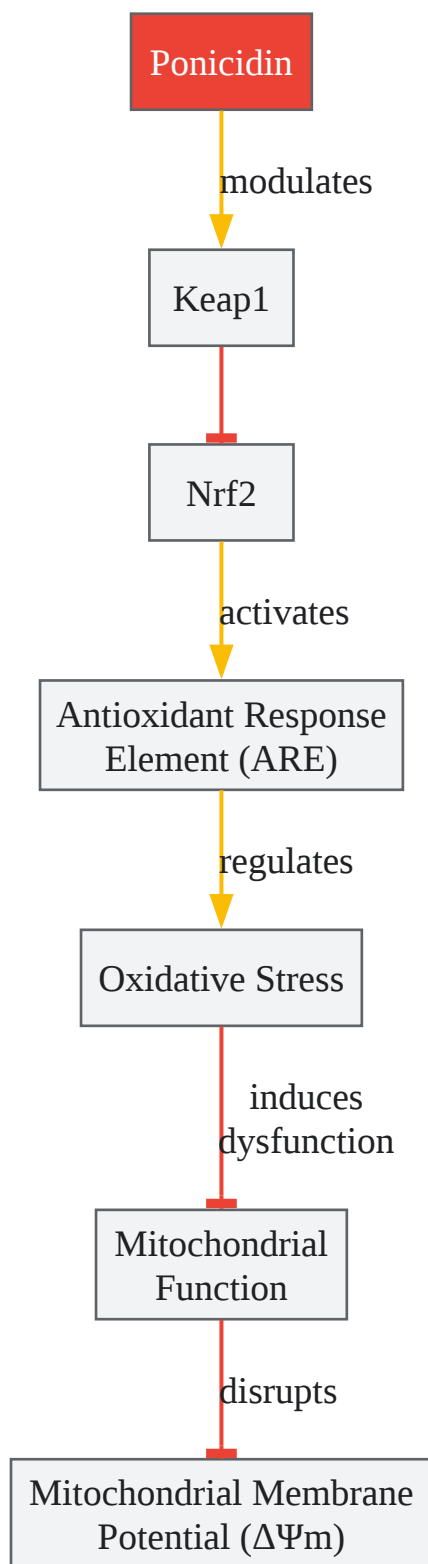 Ponicidin
modulates
Keap1
Nrf2
activates
Antioxidant Response
Element (ARE)
regulates
Oxidative Stress
induces
dysfunction
Mitochondrial
Function
disrupts
Mitochondrial Membrane
Potential (ΔΨm)